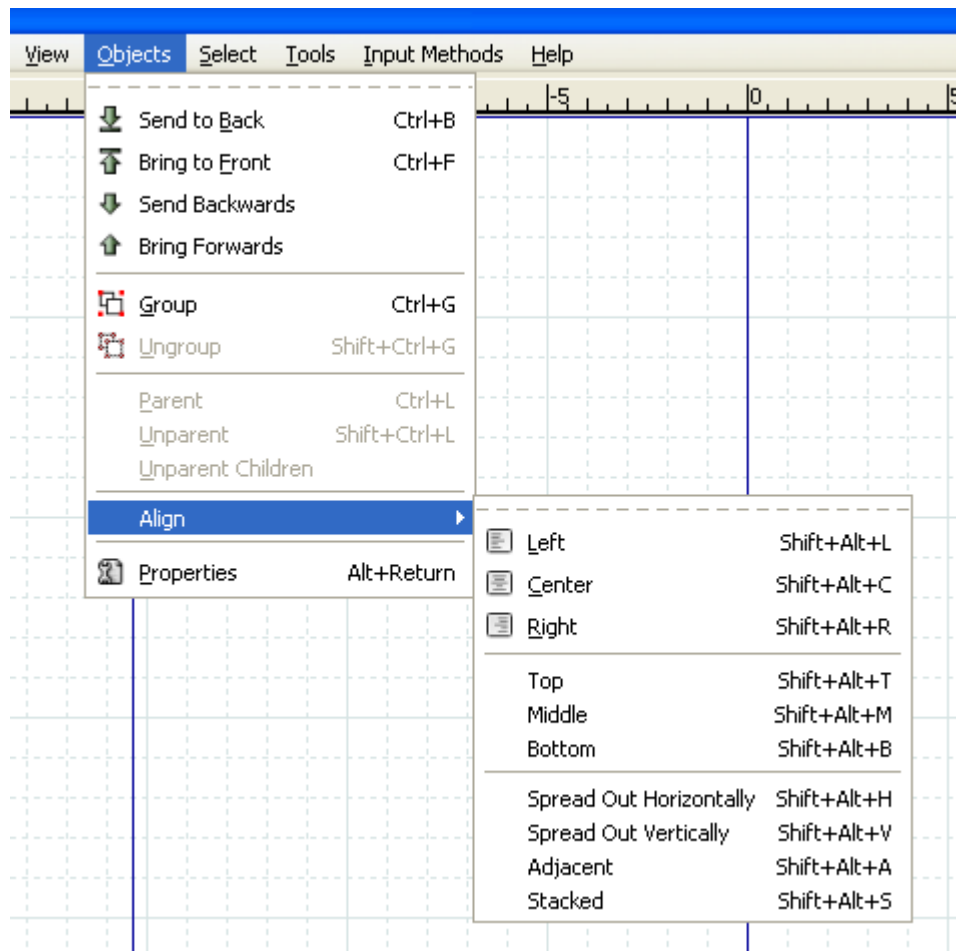 View Objects Select Tools Input Methods Help
-5 0 5
Send to Back Ctrl+B
Bring to Front Ctrl+F
Send Backwards
Bring Forwards
Group Ctrl+G
Ungroup Shift+Ctrl+G
Parent Ctrl+L
Unparent Shift+Ctrl+L
Unparent Children
Align
Properties Alt+Return
Left Shift+Alt+L
Center Shift+Alt+C
Right Shift+Alt+R
Top Shift+Alt+T
Middle Shift+Alt+M
Bottom Shift+Alt+B
Spread Out Horizontally Shift+Alt+H
Spread Out Vertically Shift+Alt+V
Adjacent Shift+Alt+A
Stacked Shift+Alt+S